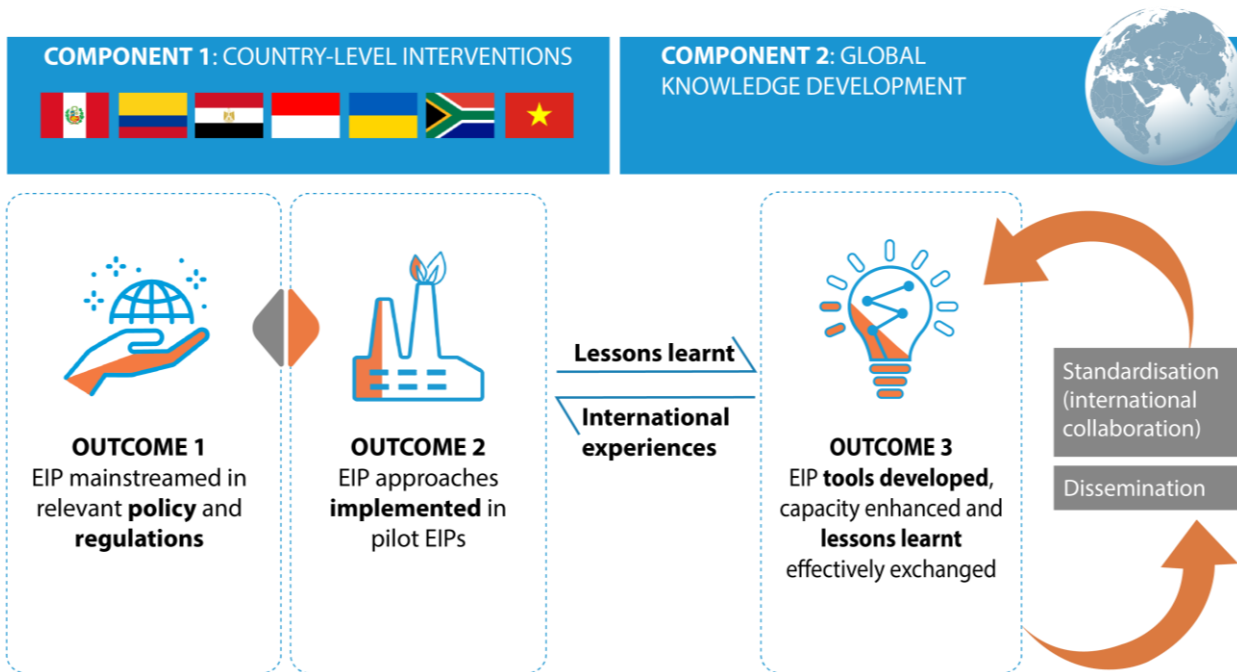 COMPONENT 1: COUNTRY-LEVEL INTERVENTIONS
COMPONENT 2: GLOBAL
KNOWLEDGE DEVELOPMENT
OUTCOME 1
EIP mainstreamed in
relevant policy and
regulations
OUTCOME 2
EIP approaches
implemented in
pilot EIPs
Lessons learnt
International
experiences
OUTCOME 3
EIP tools developed,
capacity enhanced and
lessons learnt
effectively exchanged
Standardisation
(international
collaboration)
Dissemination